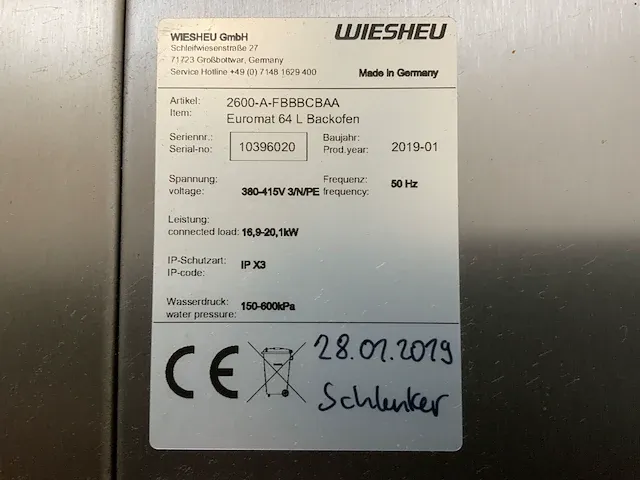 WIESHEU GmbH
WIESHEU
Schleifwiesenstraße 27
71723 Großbottwar, Germany
Service Hotline +49 (0) 7148 1629 400
Made in Germany
Artikel: 2600-A-FBBBCBAA
Item: Euromat 64 L Backofen
Seriennr.: Baujahr:
Serial-no: 10396020 Prod.year: 2019-01
Spannung: Frequenz:
voltage: 380-415V 3/N/PE frequency: 50 Hz
Leistung:
connected load: 16,9-20,1kW
IP-Schutzart: IP X3
IP-code:
Wasserdruck: 150-600kPa
water pressure:
CE
28.01.2019
Schlenker